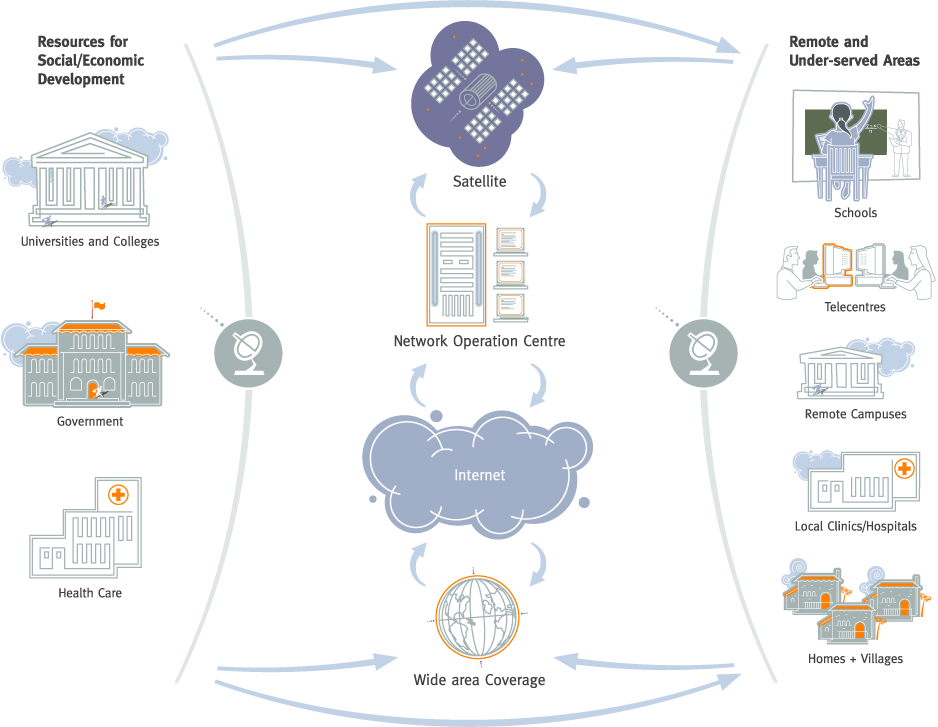 Resources for
Social/Economic
Development
Universities and Colleges
Government
Health Care
Satellite
Network Operation Centre
Internet
Wide area Coverage
Remote and
Under-served Areas
Schools
Telecentres
Remote Campuses
Local Clinics/Hospitals
Homes + Villages